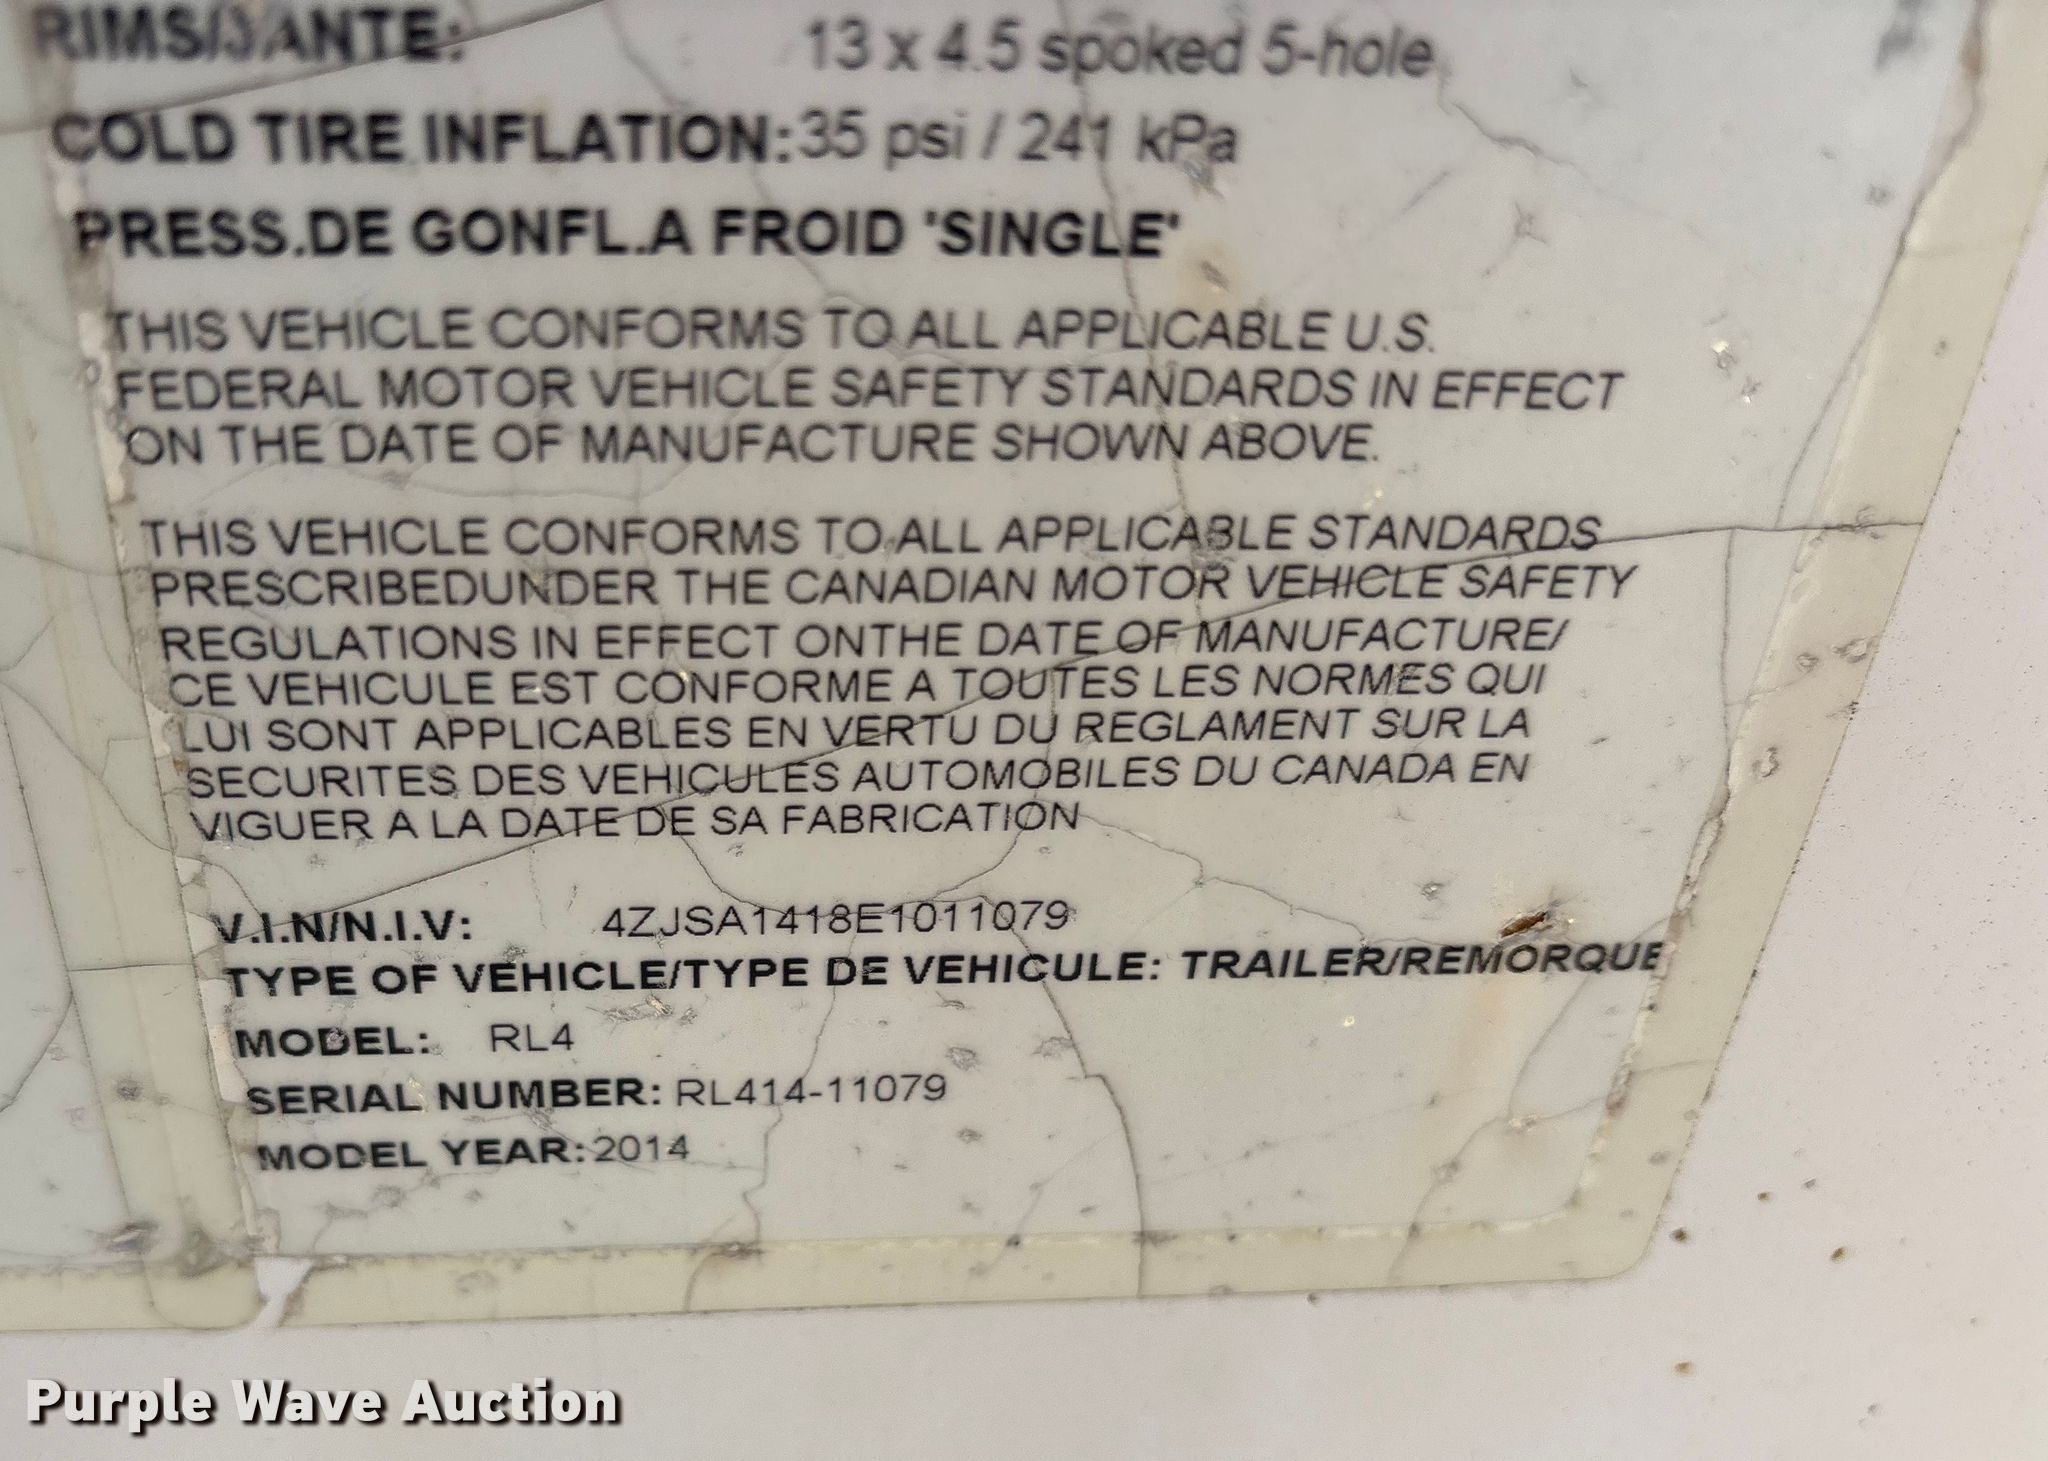 RIMS/JANTE: 13 x 4.5 spoked 5-hole
COLD TIRE INFLATION: 35 psi / 241 kPa
PRESS.DE GONFL.A FROID 'SINGLE'
THIS VEHICLE CONFORMS TO ALL APPLICABLE U.S.
FEDERAL MOTOR VEHICLE SAFETY STANDARDS IN EFFECT
ON THE DATE OF MANUFACTURE SHOWN ABOVE.
THIS VEHICLE CONFORMS TO ALL APPLICABLE STANDARDS
PRESCRIBEDUNDER THE CANADIAN MOTOR VEHICLE SAFETY
REGULATIONS IN EFFECT ONTHE DATE OF MANUFACTURE/
CE VEHICULE EST CONFORME A TOUTES LES NORMES QUI
LUI SONT APPLICABLES EN VERTU DU REGLAMENT SUR LA
SECURITES DES VEHICULES AUTOMOBILES DU CANADA EN
VIGUER A LA DATE DE SA FABRICATION
V.I.N/N.I.V: 4ZJSA1418E1011079
TYPE OF VEHICLE/TYPE DE VEHICULE: TRAILER/REMORQUE
MODEL: RL4
SERIAL NUMBER: RL414-11079
MODEL YEAR: 2014
Purple Wave Auction